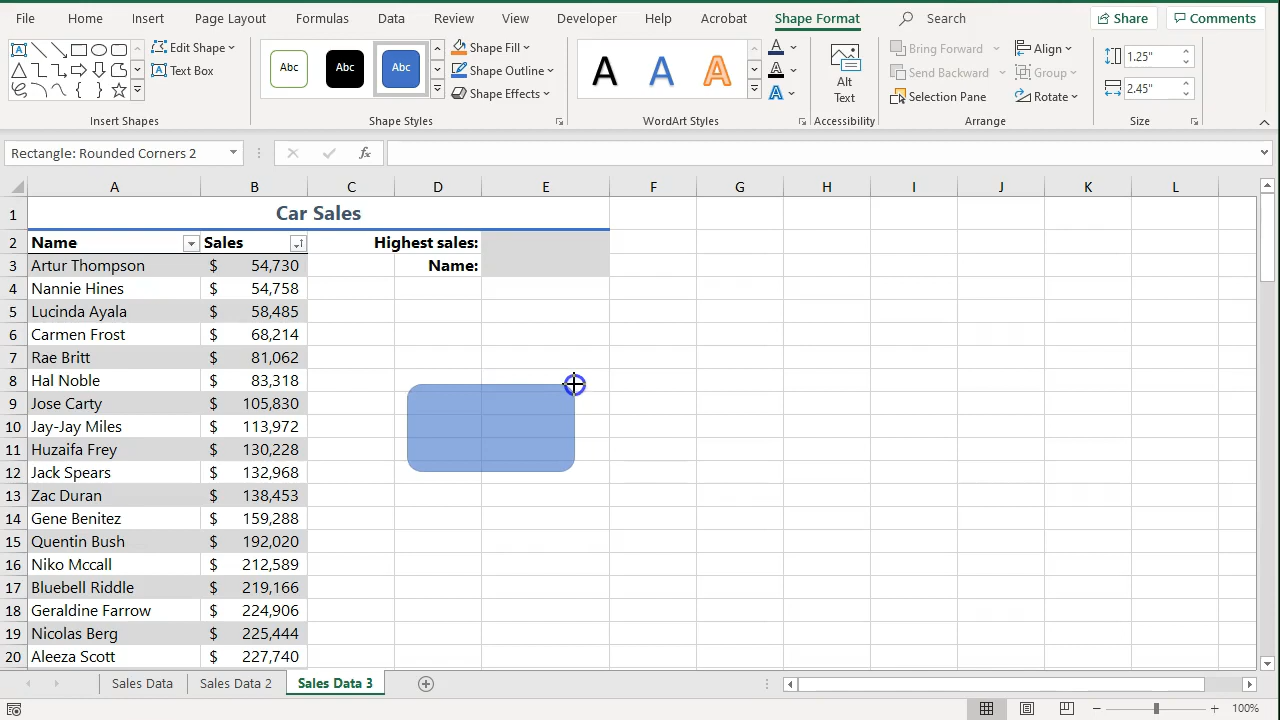 File Home Insert Page Layout Formulas Data Review View Developer Help Acrobat Shape Format Search Share Comments
Edit Shape
Text Box
Insert Shapes
Abc Abc Abc
Shape Fill
Shape Outline
Shape Effects
Shape Styles
A A A
WordArt Styles
Alt
Text
Accessibility
Bring Forward
Send Backward
Selection Pane
Align
Group
Rotate
Arrange
1.25"
2.45"
Size
Rectangle: Rounded Corners 2
fx
A B C D E F G H I J K L
1 Car Sales
2 Name Sales Highest sales:
3 Artur Thompson $ 54,730 Name:
4 Nannie Hines $ 54,758
5 Lucinda Ayala $ 58,485
6 Carmen Frost $ 68,214
7 Rae Britt $ 81,062
8 Hal Noble $ 83,318
9 Jose Carty $ 105,830
10 Jay-Jay Miles $ 113,972
11 Huzaifa Frey $ 130,228
12 Jack Spears $ 132,968
13 Zac Duran $ 138,453
14 Gene Benitez $ 159,288
15 Quentin Bush $ 192,020
16 Niko Mccall $ 212,589
17 Bluebell Riddle $ 219,166
18 Geraldine Farrow $ 224,906
19 Nicolas Berg $ 225,444
20 Aleeza Scott $ 227,740
Sales Data Sales Data 2 Sales Data 3
100%